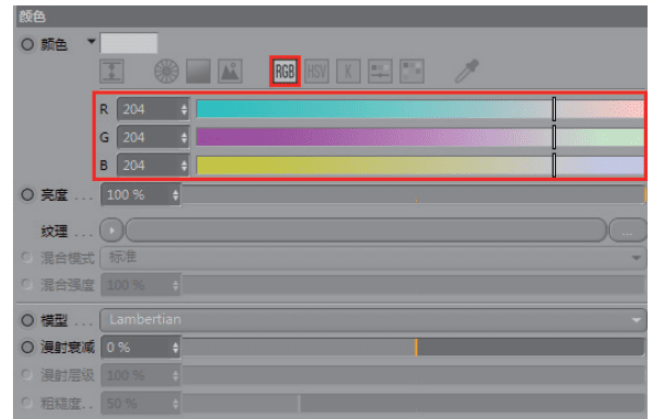 颜色
颜色
RGB HSV K
R 204
G 204
B 204
亮度 . . . 100 %
纹理 . . . ...
混合模式 标准
混合强度 100 %
模型 . . . Lambertian
漫射衰减 0 %
漫射层级 100 %
粗糙度 . . 50 %